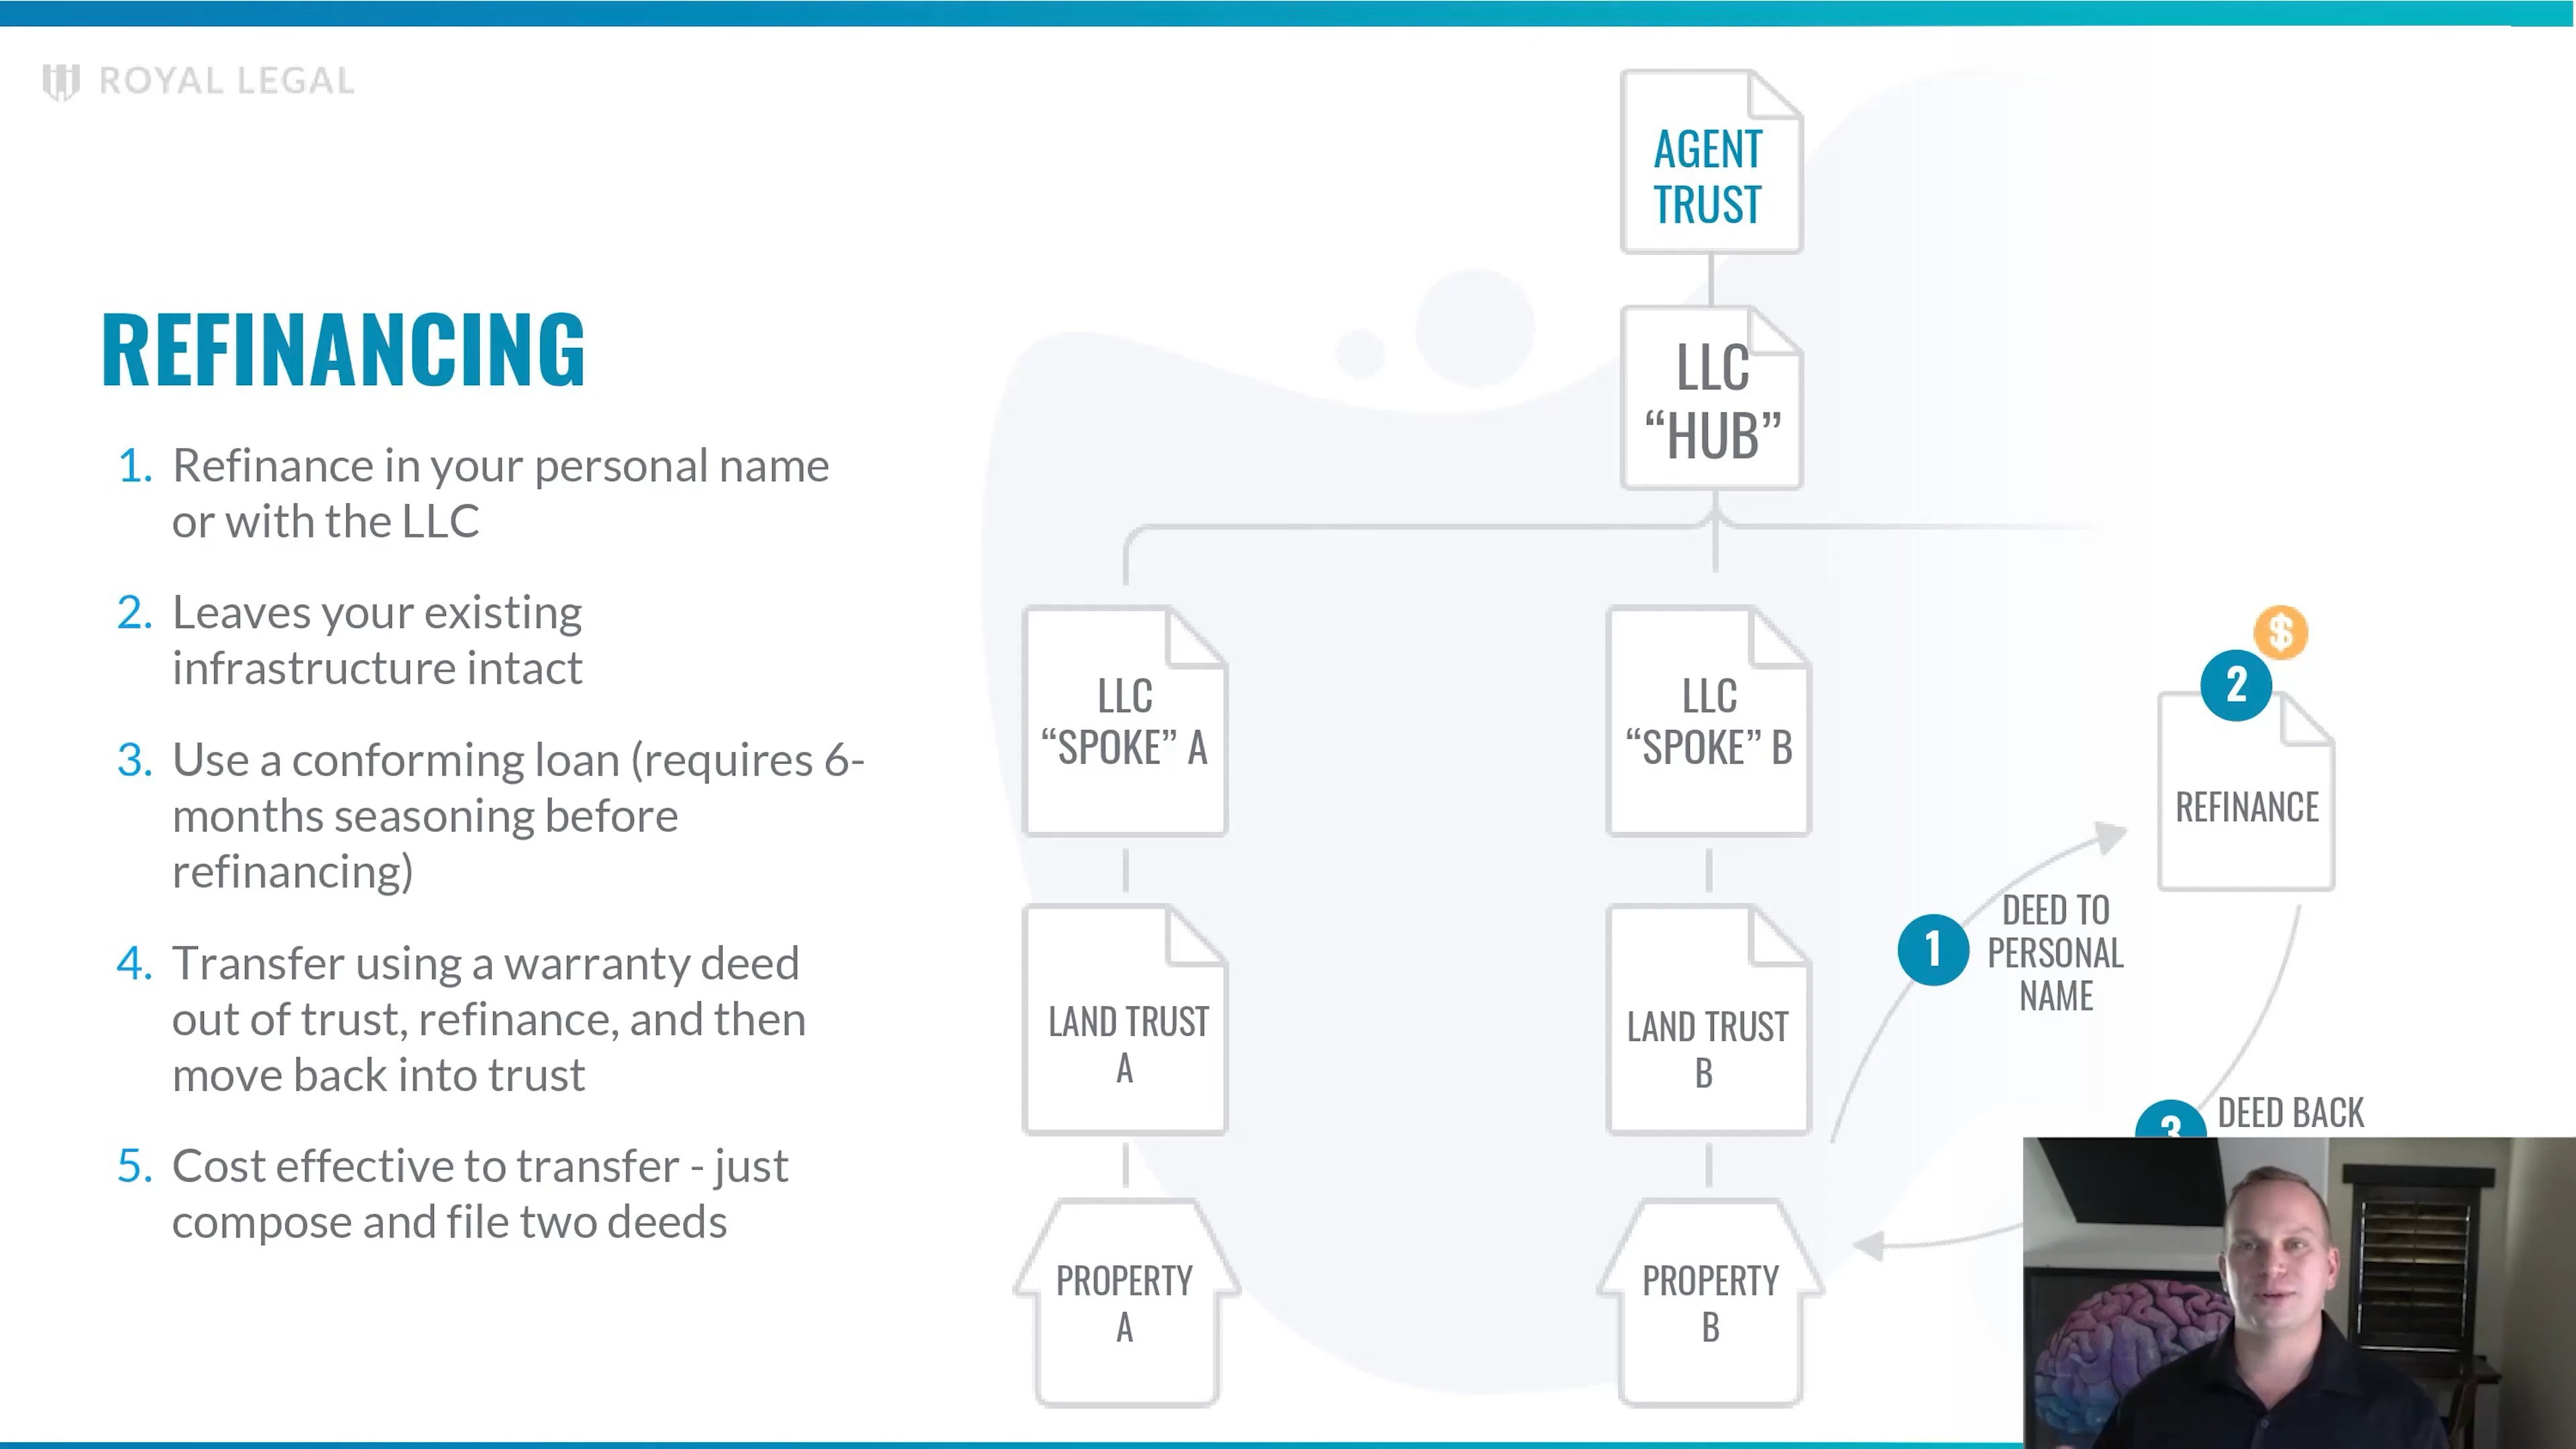 ROYAL LEGAL
REFINANCING
1. Refinance in your personal name
or with the LLC
2. Leaves your existing
infrastructure intact
3. Use a conforming loan (requires 6-
months seasoning before
refinancing)
4. Transfer using a warranty deed
out of trust, refinance, and then
move back into trust
5. Cost effective to transfer - just
compose and file two deeds
AGENT
TRUST
LLC
“HUB”
LLC
“SPOKE” A
LLC
“SPOKE” B
$
2
REFINANCE
1
DEED TO
PERSONAL
NAME
LAND TRUST
A
LAND TRUST
B
3
DEED BACK
PROPERTY
A
PROPERTY
B